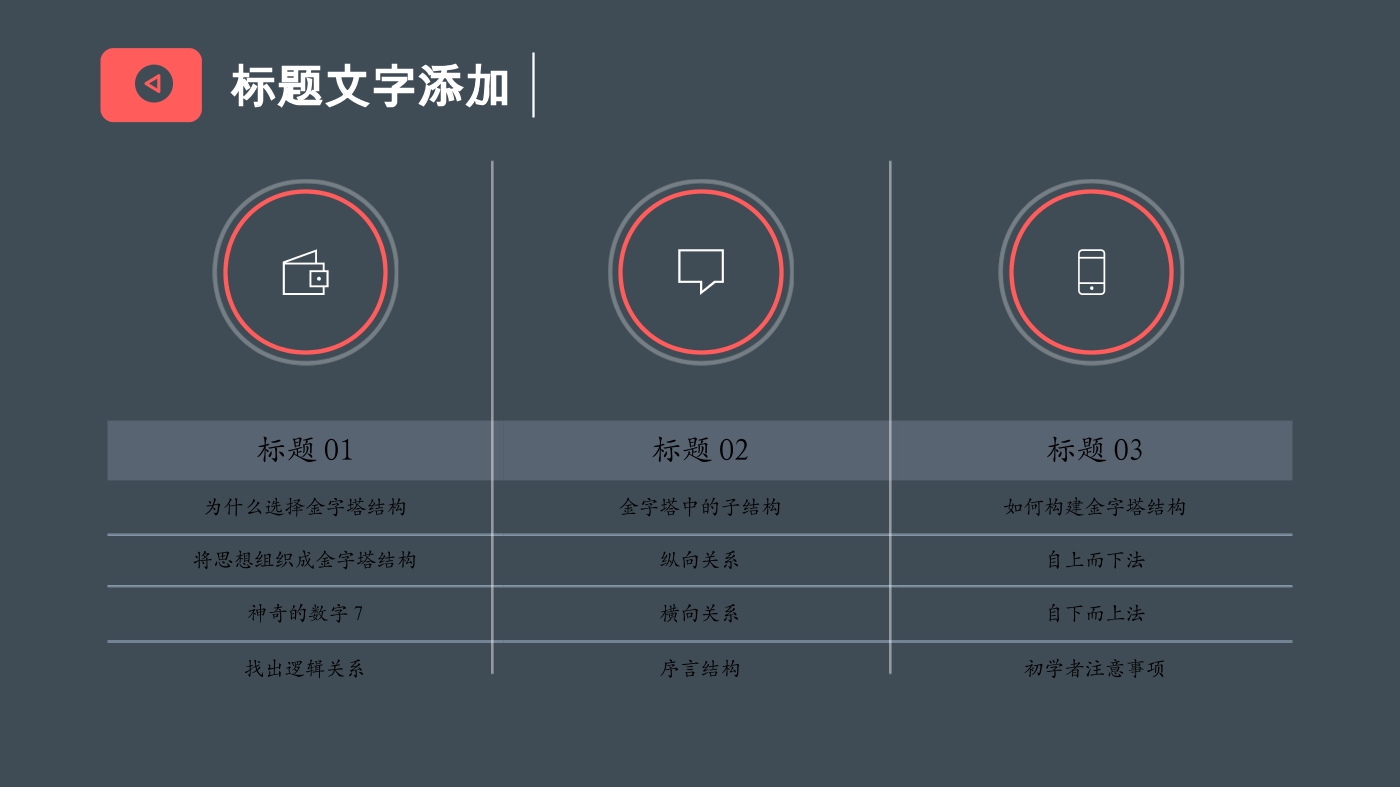 标题文字添加
标题 01
标题 02
标题 03
为什么选择金字塔结构
金字塔中的子结构
如何构建金字塔结构
将思想组织成金字塔结构
纵向关系
自上而下法
神奇的数字 7
横向关系
自下而上法
找出逻辑关系
序言结构
初学者注意事项